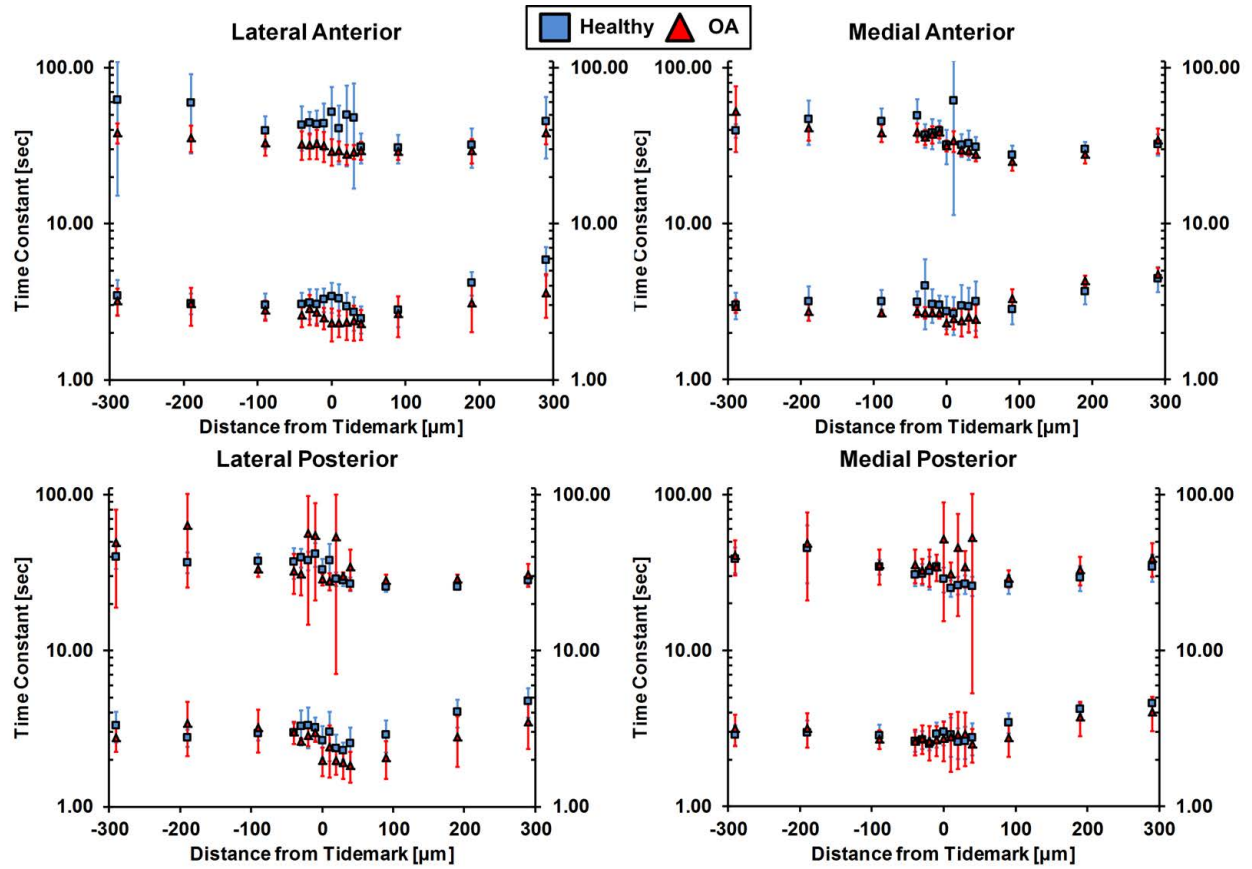 Healthy OA
Lateral Anterior
Medial Anterior
100.00 100.00 100.00 100.00
Time Constant [sec]
Time Constant [sec]
10.00 10.00 10.00 10.00
1.00 1.00 1.00 1.00
-300 -200 -100 0 100 200 300
-300 -200 -100 0 100 200 300
Distance from Tidemark [µm]
Distance from Tidemark [µm]
Lateral Posterior
Medial Posterior
100.00 100.00 100.00 100.00
Time Constant [sec]
Time Constant [sec]
10.00 10.00 10.00 10.00
1.00 1.00 1.00 1.00
-300 -200 -100 0 100 200 300
-300 -200 -100 0 100 200 300
Distance from Tidemark [µm]
Distance from Tidemark [µm]